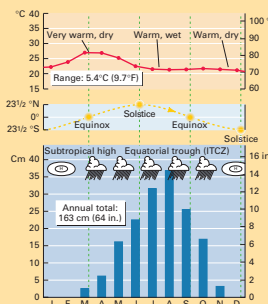 °C 40
100 °F
Very warm, dry
Warm, wet
Warm, dry
35
90
30
80
25
70
20
Range: 5.4°C (9.7°F)
15
60
23½ °N
Solstice
0°
Equinox
Equinox
23½ °S
Solstice
Cm
16 in.
Subtropical high
Equatorial trough (ITCZ)
40
H
H
35
14
30
12
Annual total:
163 cm (64 in.)
25
10
20
8
15
6
10
4
5
2
0
0
J F M A M J J A S O N D